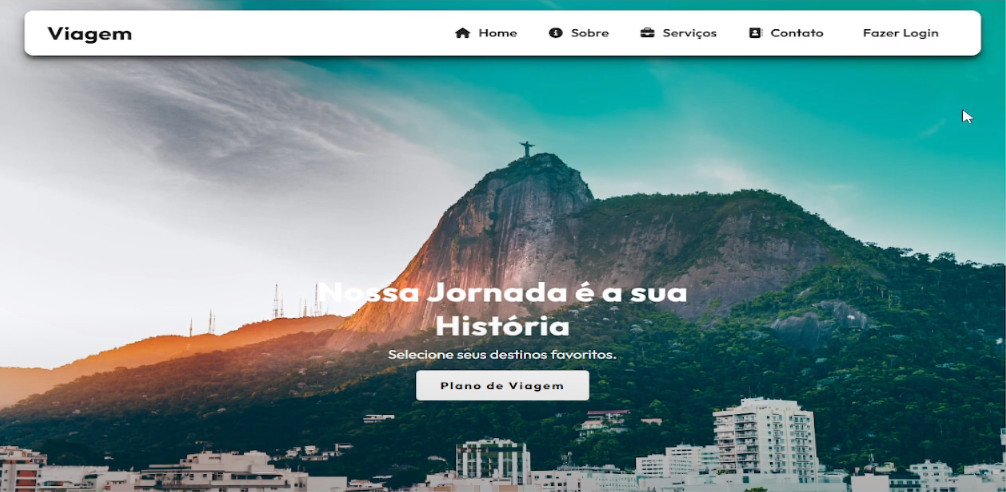 Viagem
Home
Sobre
Serviços
Contato
Fazer Login
Nossa Jornada é a sua
História
Selecione seus destinos favoritos.
Plano de Viagem